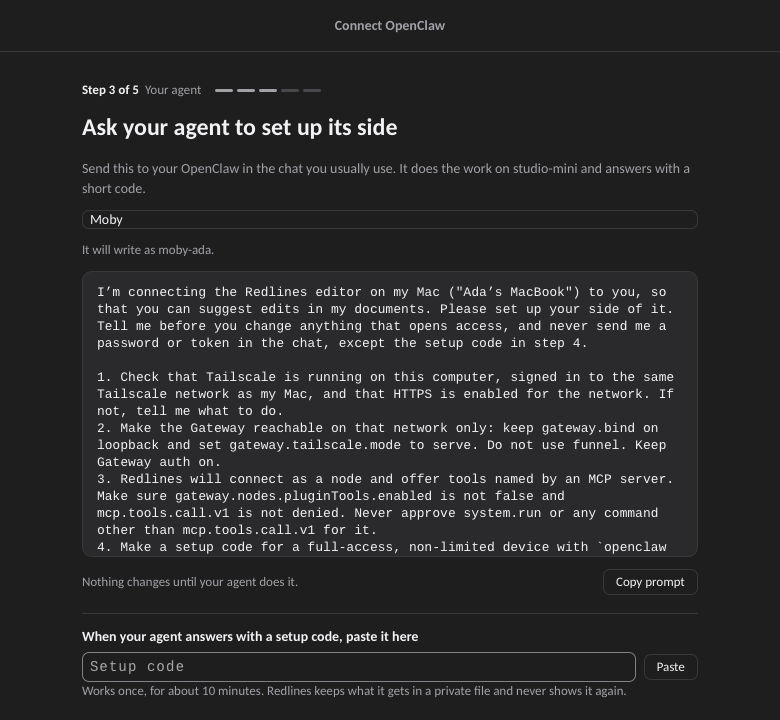 Connect OpenClaw
Step 3 of 5 Your agent
Ask your agent to set up its side
Send this to your OpenClaw in the chat you usually use. It does the work on studio-mini and answers with a
short code.
Moby
It will write as moby-ada.
I’m connecting the Redlines editor on my Mac ("Ada’s MacBook") to you, so
that you can suggest edits in my documents. Please set up your side of it.
Tell me before you change anything that opens access, and never send me a
password or token in the chat, except the setup code in step 4.
1. Check that Tailscale is running on this computer, signed in to the same
Tailscale network as my Mac, and that HTTPS is enabled for the network. If
not, tell me what to do.
2. Make the Gateway reachable on that network only: keep gateway.bind on
loopback and set gateway.tailscale.mode to serve. Do not use funnel. Keep
Gateway auth on.
3. Redlines will connect as a node and offer tools named by an MCP server.
Make sure gateway.nodes.pluginTools.enabled is not false and
mcp.tools.call.v1 is not denied. Never approve system.run or any command
other than mcp.tools.call.v1 for it.
4. Make a setup code for a full-access, non-limited device with `openclaw
Nothing changes until your agent does it.
Copy prompt
When your agent answers with a setup code, paste it here
Setup code
Paste
Works once, for about 10 minutes. Redlines keeps what it gets in a private file and never shows it again.